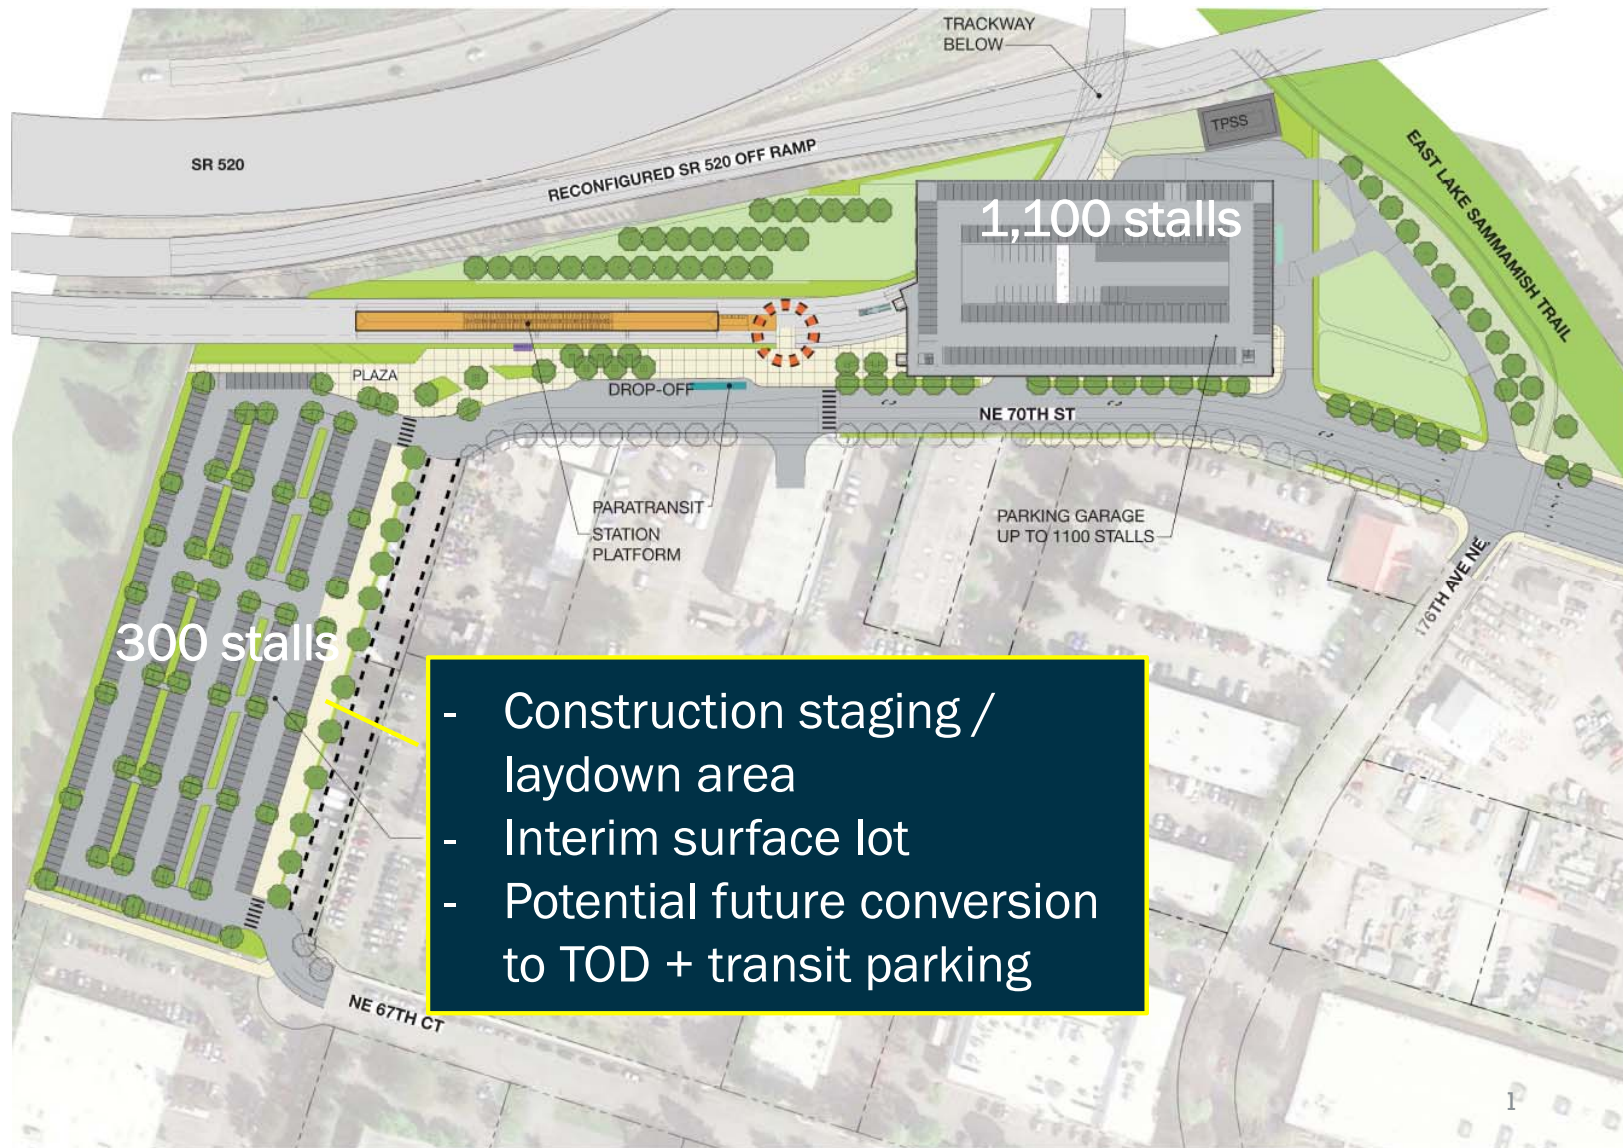 TRACKWAY
BELOW
TPSS
SR 520
RECONFIGURED SR 520 OFF RAMP
EAST LAKE SAMMAMISH TRAIL
1,100 stalls
PLAZA
DROP-OFF
NE 70TH ST
PARATRANSIT
STATION
PLATFORM
PARKING GARAGE
UP TO 1100 STALLS
176TH AVE NE
300 stalls
- Construction staging /
laydown area
- Interim surface lot
- Potential future conversion
to TOD + transit parking
NE 67TH CT
1